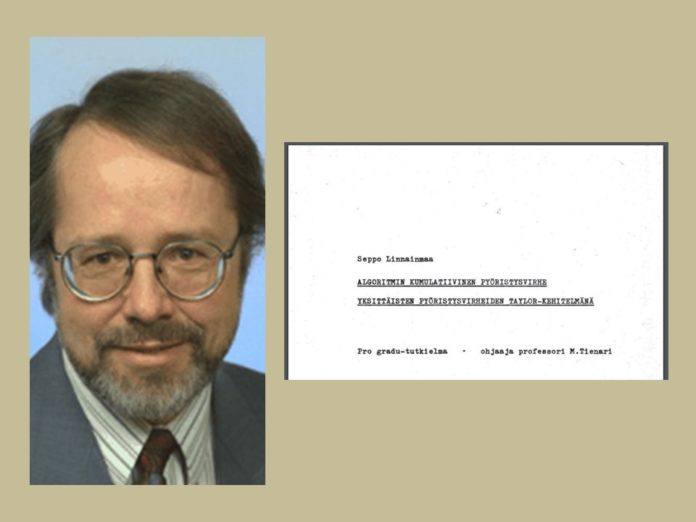 Seppo Linnainmaa
ALGORITMIN KUMULATIIVINEN PYÖRISTYSVIRHE
YKSITTÄISTEN PYÖRISTYSVIRHEIDEN TAYLOR-KEHITELMÄNÄ
Pro gradu-tutkielma · ohjaaja professori M.Tienari